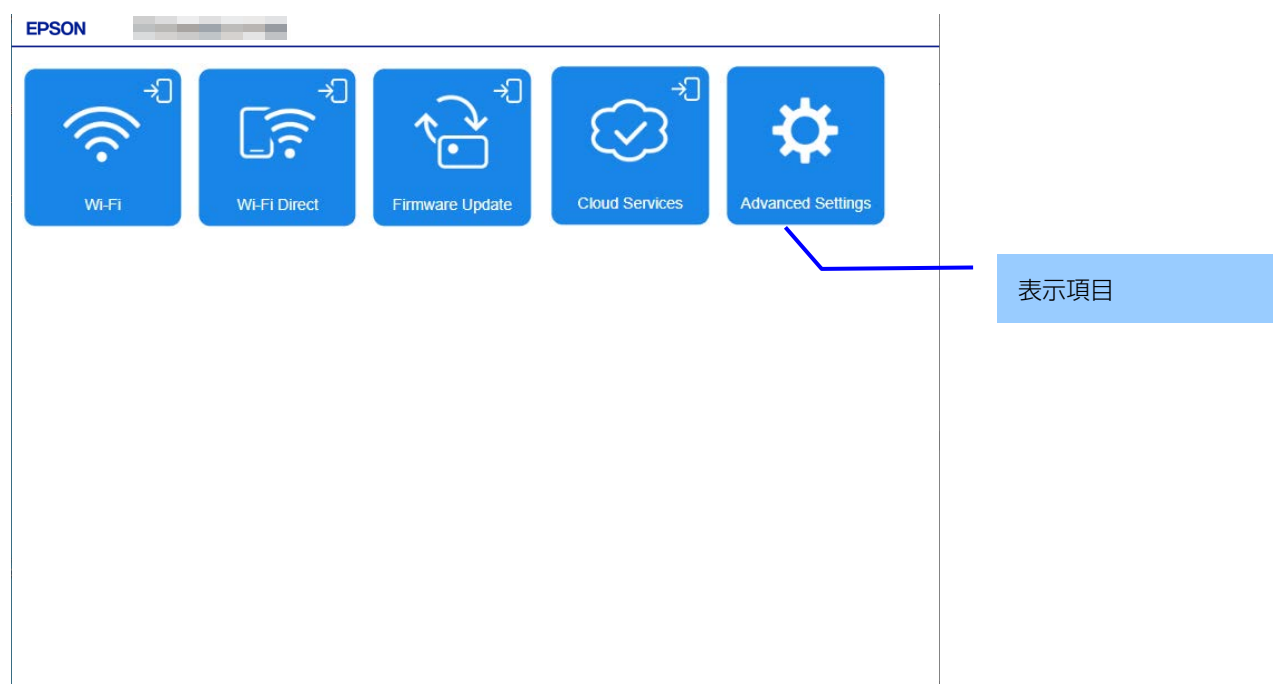 EPSON
Wi-Fi
Wi-Fi Direct
Firmware Update
Cloud Services
Advanced Settings
表示項目